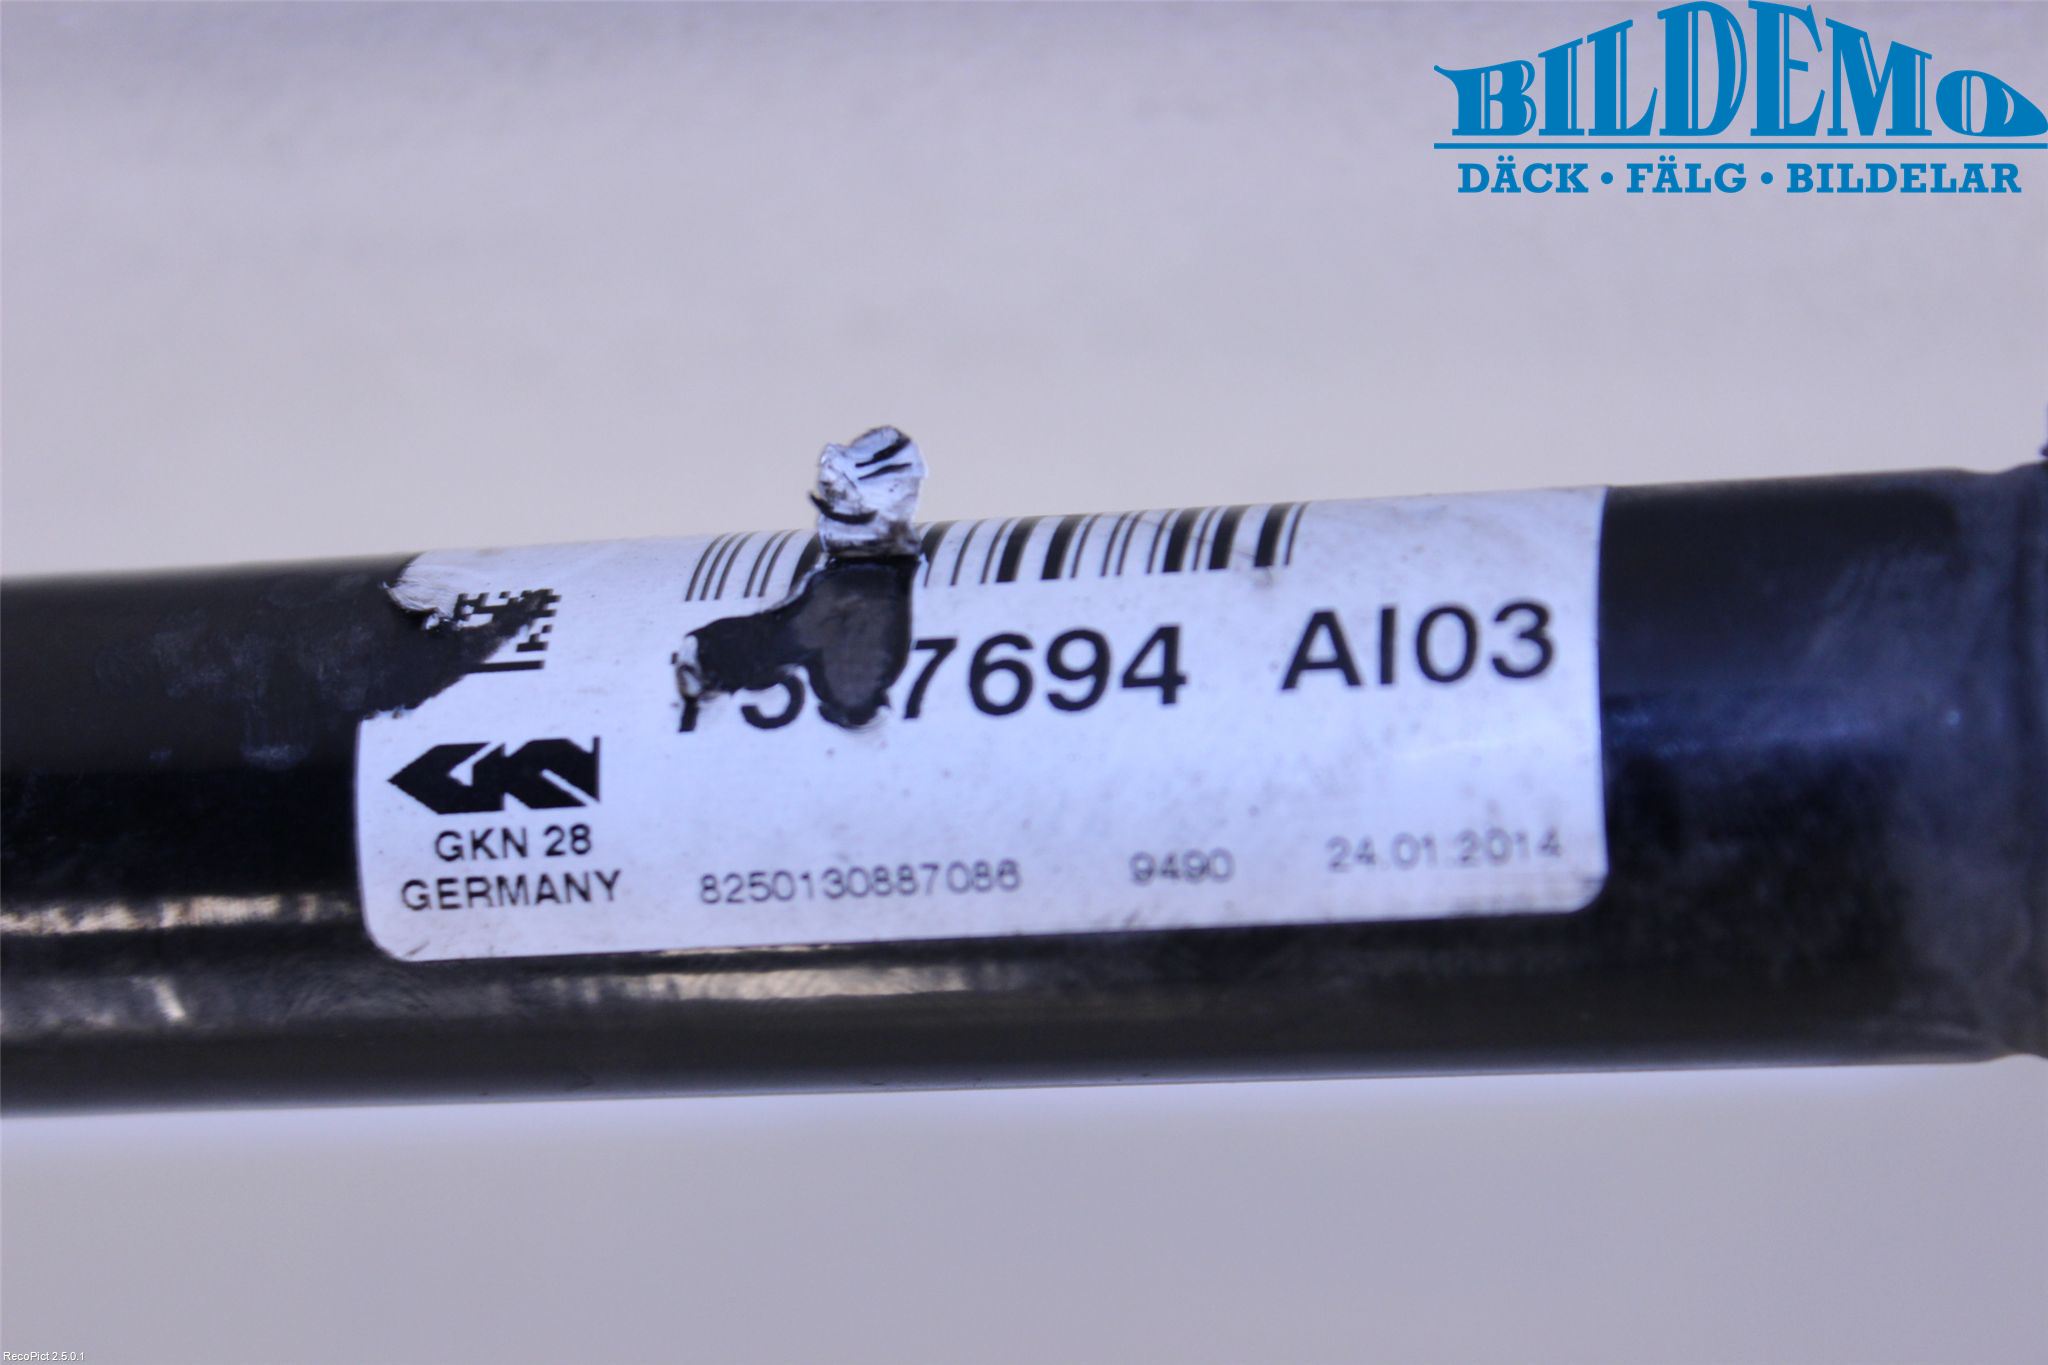 BILDEMO
DÄCK • FÄLG • BILDELAR
7694 AI03
GKN 28
GERMANY
8250130887086 9490 24.01.2014
RecoPict 2.5.0.1